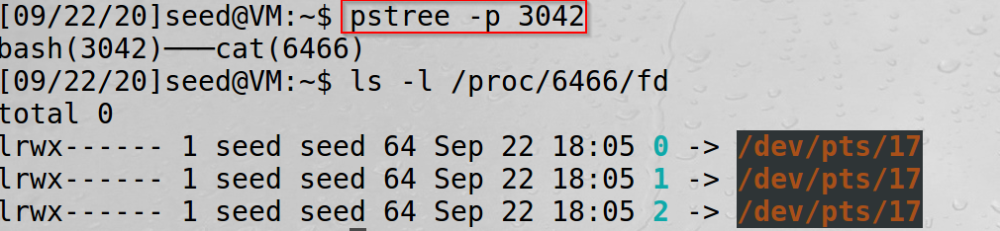 [09/22/20]seed@VM:~$ pstree -p 3042
bash(3042)───cat(6466)
[09/22/20]seed@VM:~$ ls -l /proc/6466/fd
total 0
lrwx------ 1 seed seed 64 Sep 22 18:05 0 -> /dev/pts/17
lrwx------ 1 seed seed 64 Sep 22 18:05 1 -> /dev/pts/17
lrwx------ 1 seed seed 64 Sep 22 18:05 2 -> /dev/pts/17